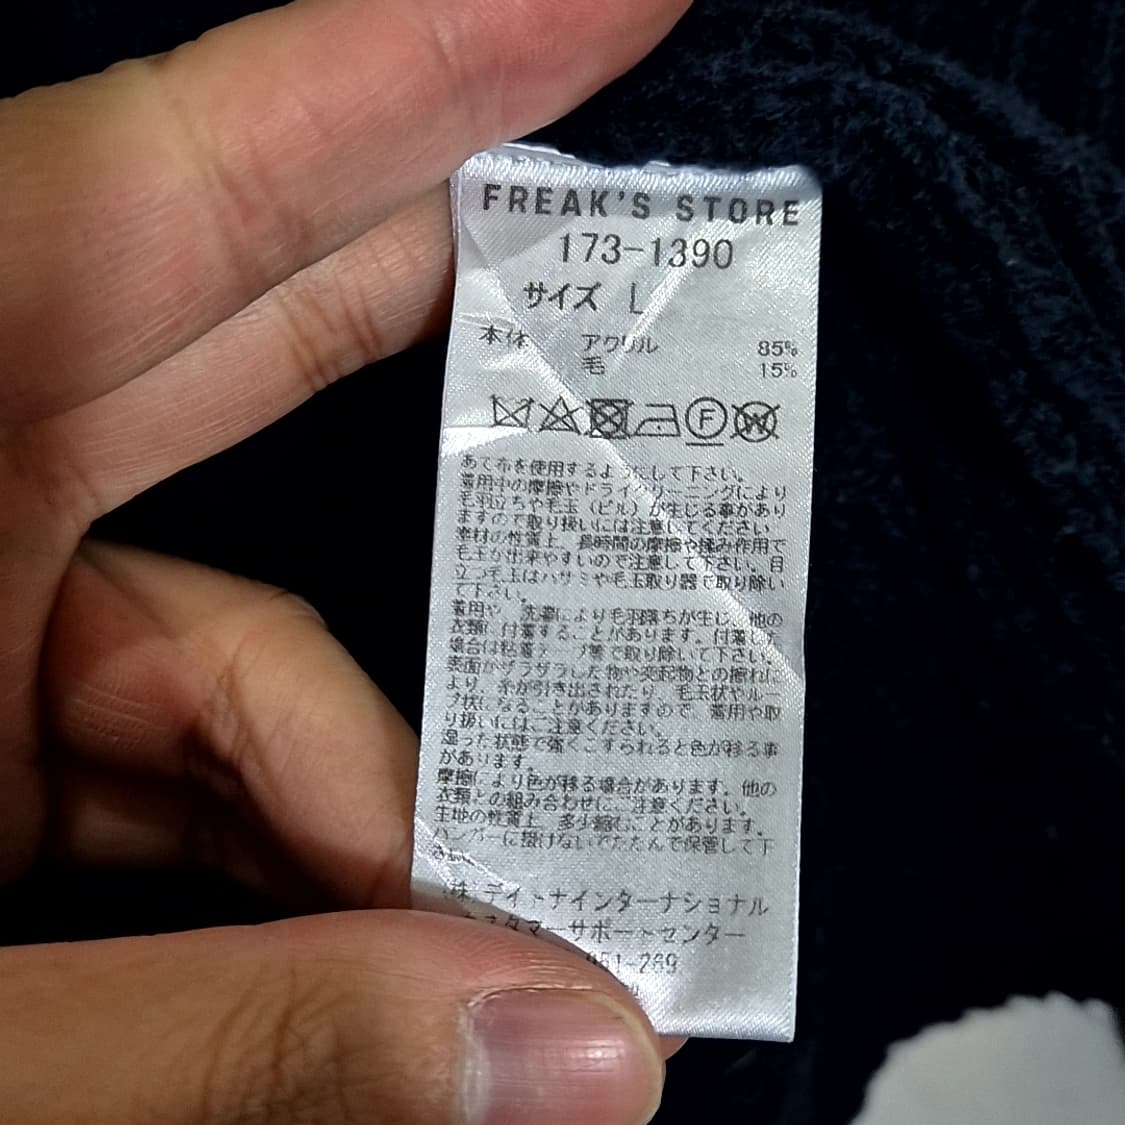 FREAK'S STORE
173-1390
サイズ L
本体 アクリル 85%
毛 15%
F W
あて布を使用するようにして下さい。
着用中の摩擦やドライクリーニングにより
毛羽立ちや毛玉（ピル）が生じる事があり
ますので取り扱いには注意してください
素材の性質上、長時間の摩擦や揉み作用で
毛玉が出来やすいので注意して下さい。目
立つ毛玉はハサミや毛玉取り器で取り除い
て下さい。
着用や、洗濯により毛羽落ちが生じ、他の
衣類に付着することがあります。付着した
場合は粘着テープ等で取り除いて下さい。
表面がザラザラした物や突起物との擦れに
より、糸が引き出されたり、毛玉状やルー
プ状になることがありますので、着用や取
り扱いにはご注意ください。
湿った状態で強くこすられると色が移る事
があります。
摩擦により色が移る場合があります。他の
衣類との組み合わせにご注意ください。
生地の性質上、多少縮むことがあります。
ハンガーに掛けないでたたんで保管して下
さい。
株 デイトナインターナショナル
カスタマーサポートセンター
951-269